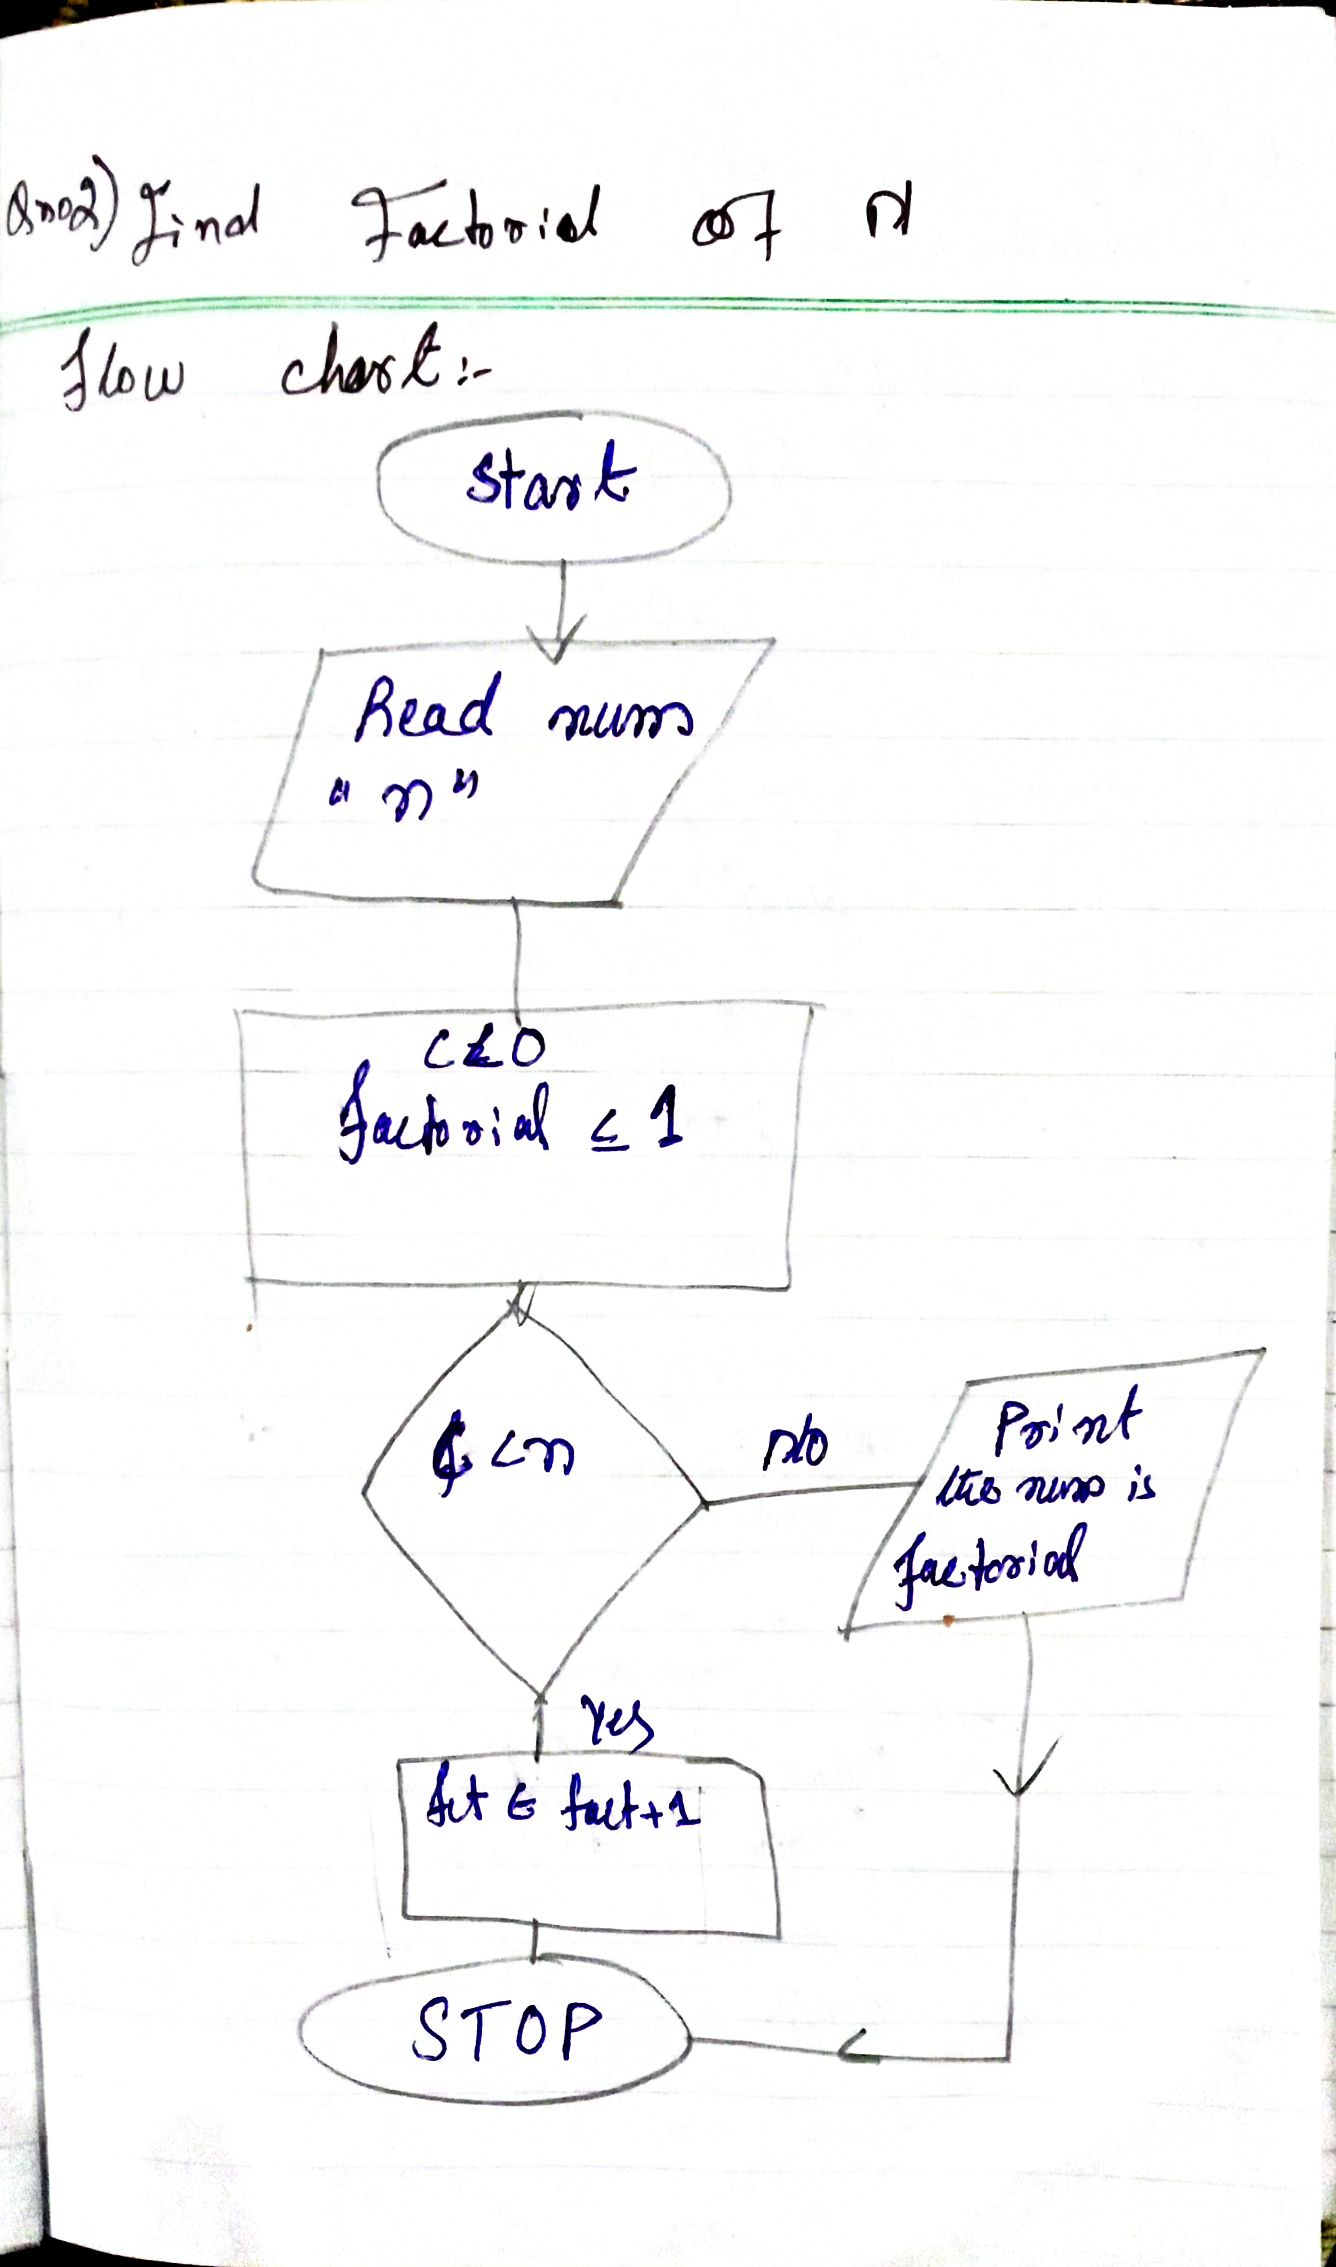 Qno2) Find Factorial of N
Flow chart:-
Start
Read num
"n"
C ≤ 0
factorial ≤ 1
C < n
No
Print
the num is
factorial
Yes
fct ∈ fact+1
STOP